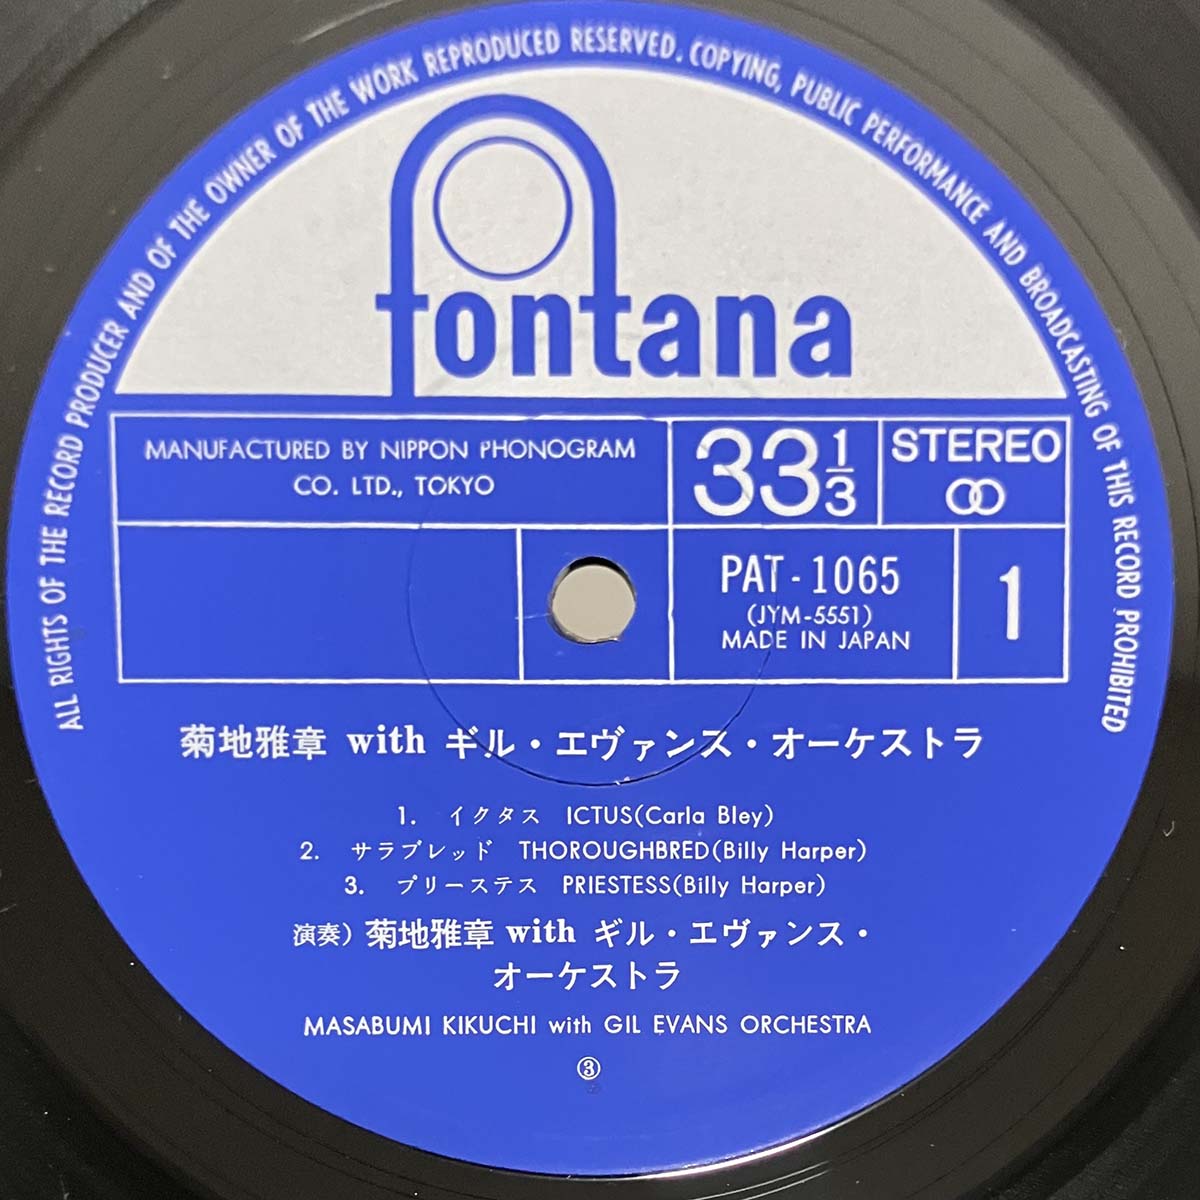 ALL RIGHTS OF THE RECORD PRODUCER AND OF THE OWNER OF THE WORK REPRODUCED RESERVED. COPYING, PUBLIC PERFORMANCE AND BROADCASTING OF THIS RECORD PROHIBITED
fontana
MANUFACTURED BY NIPPON PHONOGRAM
CO. LTD., TOKYO
33 1/3
STEREO
PAT-1065
(JYM-5551)
MADE IN JAPAN
1
菊地雅章 with ギル・エヴァンス・オーケストラ
1. イクタス ICTUS(Carla Bley)
2. サラブレッド THOROUGHBRED(Billy Harper)
3. プリーステス PRIESTESS(Billy Harper)
演奏) 菊地雅章 with ギル・エヴァンス・
オーケストラ
MASABUMI KIKUCHI with GIL EVANS ORCHESTRA
③